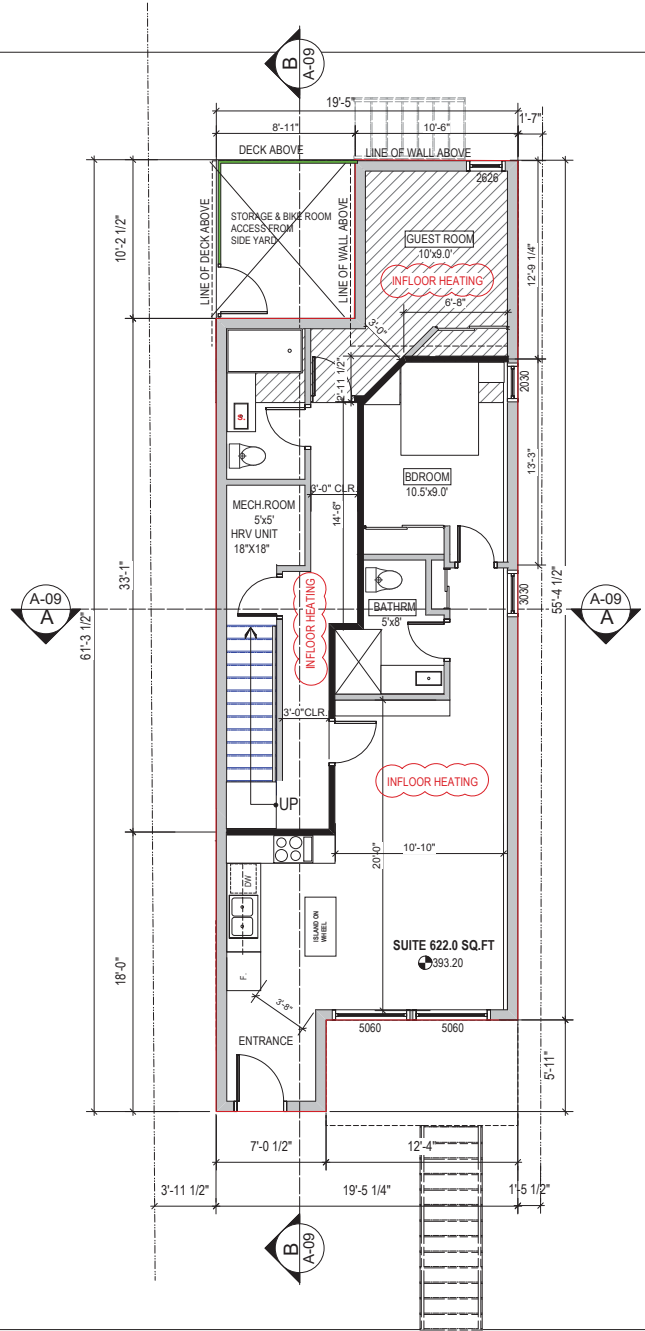 B
A-09
19'-5"
1'-7"
8'-11"
10'-6"
DECK ABOVE
LINE OF WALL ABOVE
2626
LINE OF DECK ABOVE
STORAGE & BIKE ROOM
ACCESS FROM
SIDE YARD
LINE OF WALL ABOVE
10'-2 1/2"
GUEST ROOM
10'x9.0'
INFLOOR HEATING
12'-9 1/4"
6'-8"
3'-0"
2'-11 1/2"
2030
BDROOM
10.5'x9.0'
13'-3"
3'-0" CLR.
MECH.ROOM
5'x5'
HRV UNIT
18"X18"
14'-6"
33'-1"
61'-3 1/2"
55'-4 1/2"
A-09
A
INFLOOR HEATING
BATHRM
5'x8'
3030
A-09
A
3'-0"CLR.
UP
INFLOOR HEATING
10'-10"
20'-0"
DW
ISLAND ON
WHEEL
SUITE 622.0 SQ.FT
393.20
F.
3'-8"
18'-0"
ENTRANCE
5060
5060
5'-11"
7'-0 1/2"
12'-4"
3'-11 1/2"
19'-5 1/4"
1'-5 1/2"
B
A-09